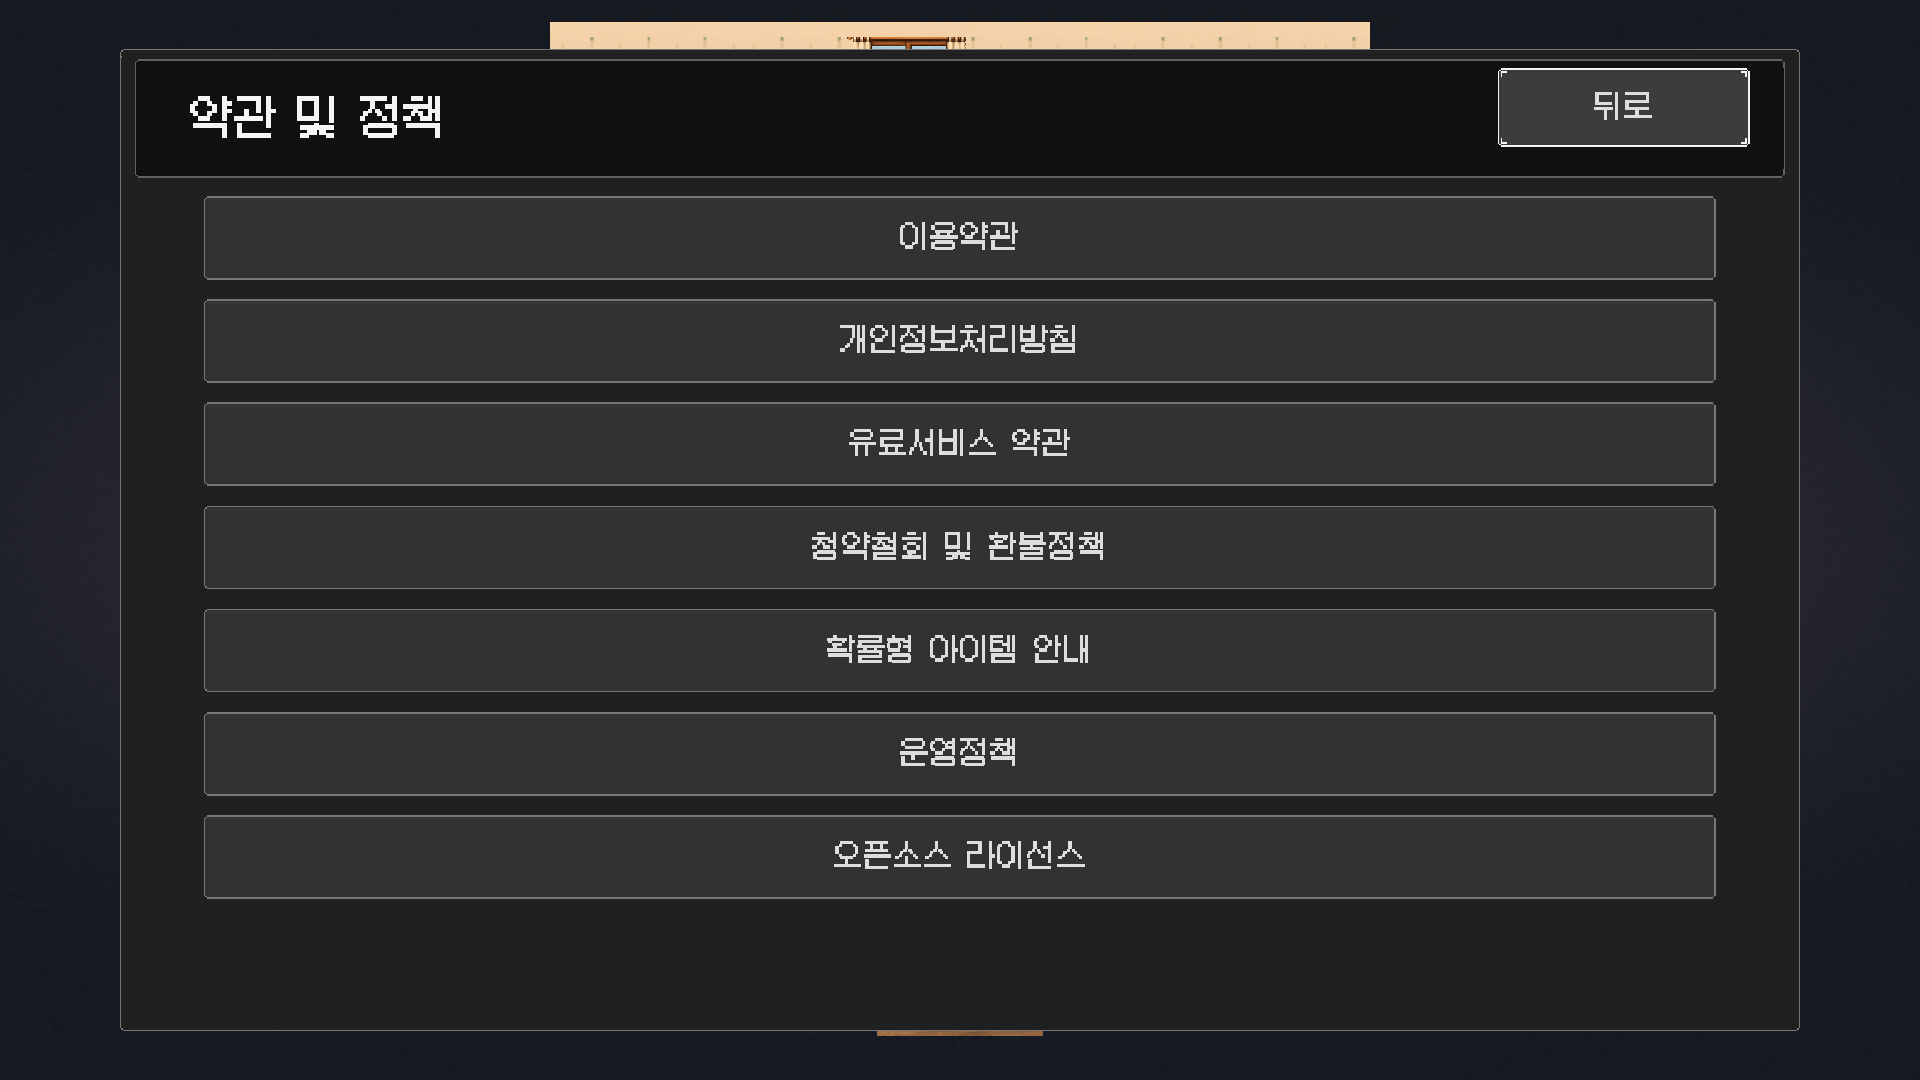 약관 및 정책
뒤로
이용약관
개인정보처리방침
유료서비스 약관
청약철회 및 환불정책
확률형 아이템 안내
운영정책
오픈소스 라이선스